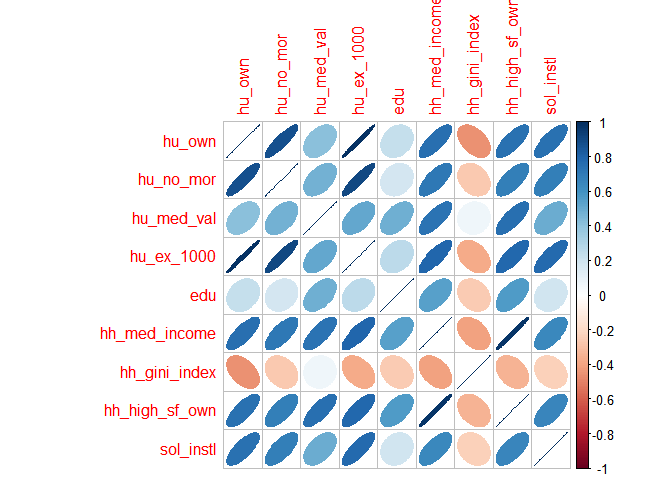 hu_own
hu_no_mor
hu_med_val
hu_ex_1000
edu
hh_med_income
hh_gini_index
hh_high_sf_own
sol_instl
hu_own
hu_no_mor
hu_med_val
hu_ex_1000
edu
hh_med_income
hh_gini_index
hh_high_sf_own
sol_instl
1
0.8
0.6
0.4
0.2
0
-0.2
-0.4
-0.6
-0.8
-1